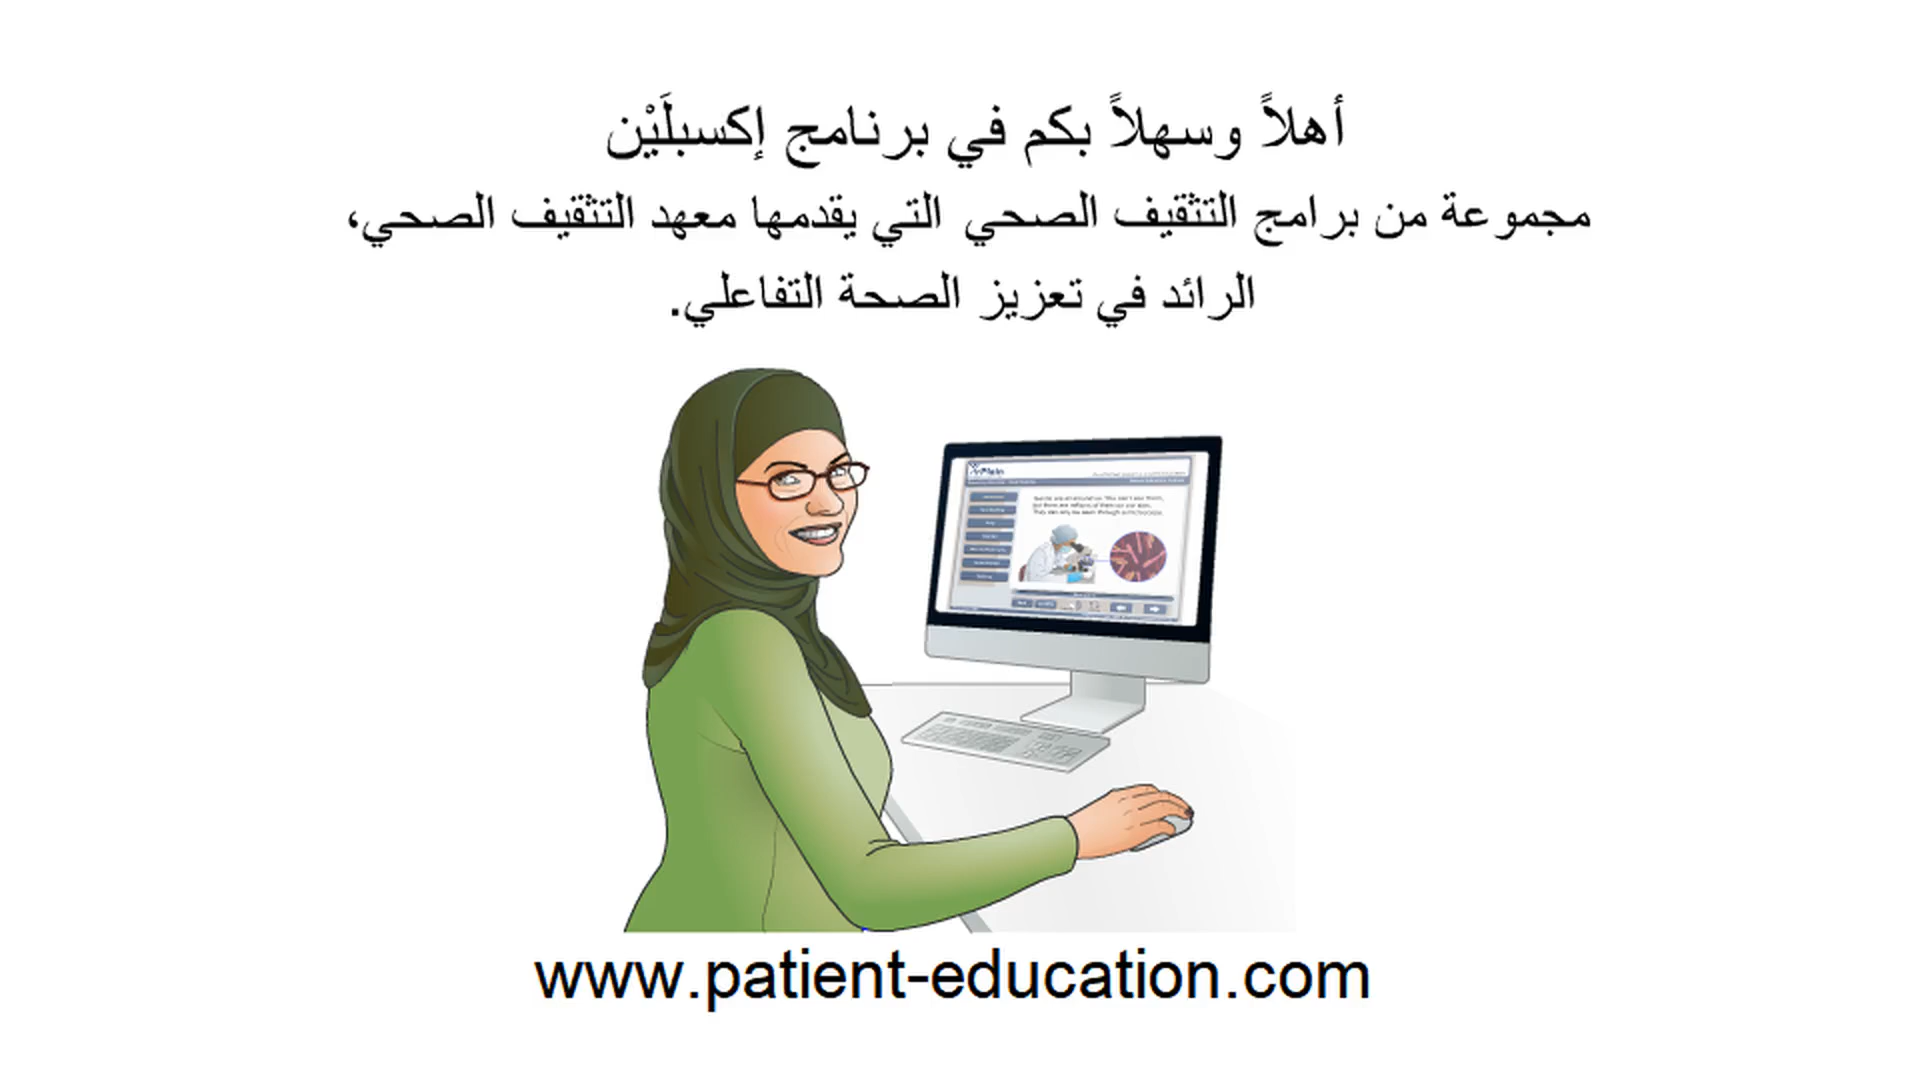 أهلاً وسهلاً بكم في برنامج إكسبلَيْن
مجموعة من برامج التثقيف الصحي التي يقدمها معهد التثقيف الصحي،
الرائد في تعزيز الصحة التفاعلي.
www.patient-education.com